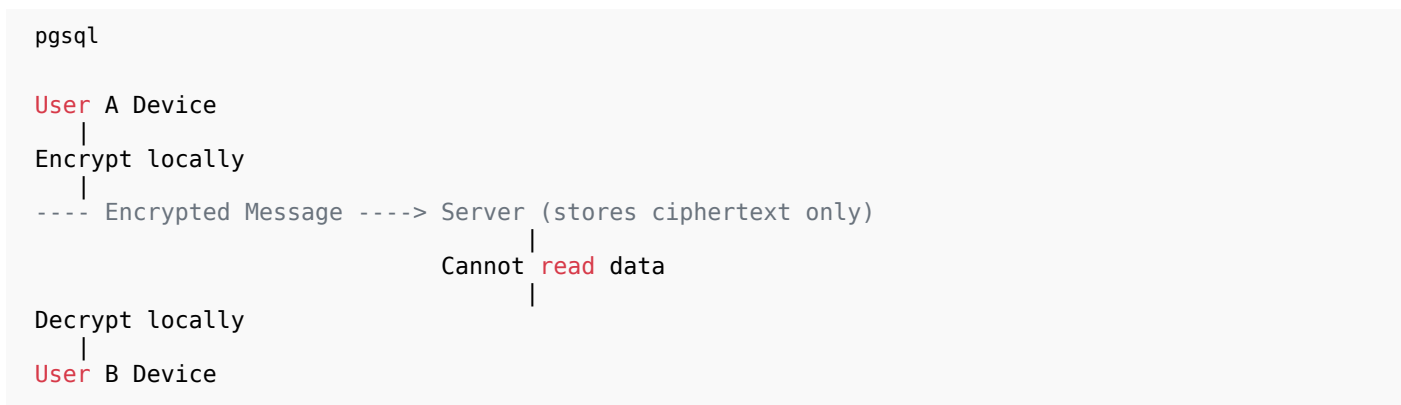 pgsql
User A Device
|
Encrypt locally
|
---- Encrypted Message ----> Server (stores ciphertext only)
|
Cannot read data
|
Decrypt locally
|
User B Device